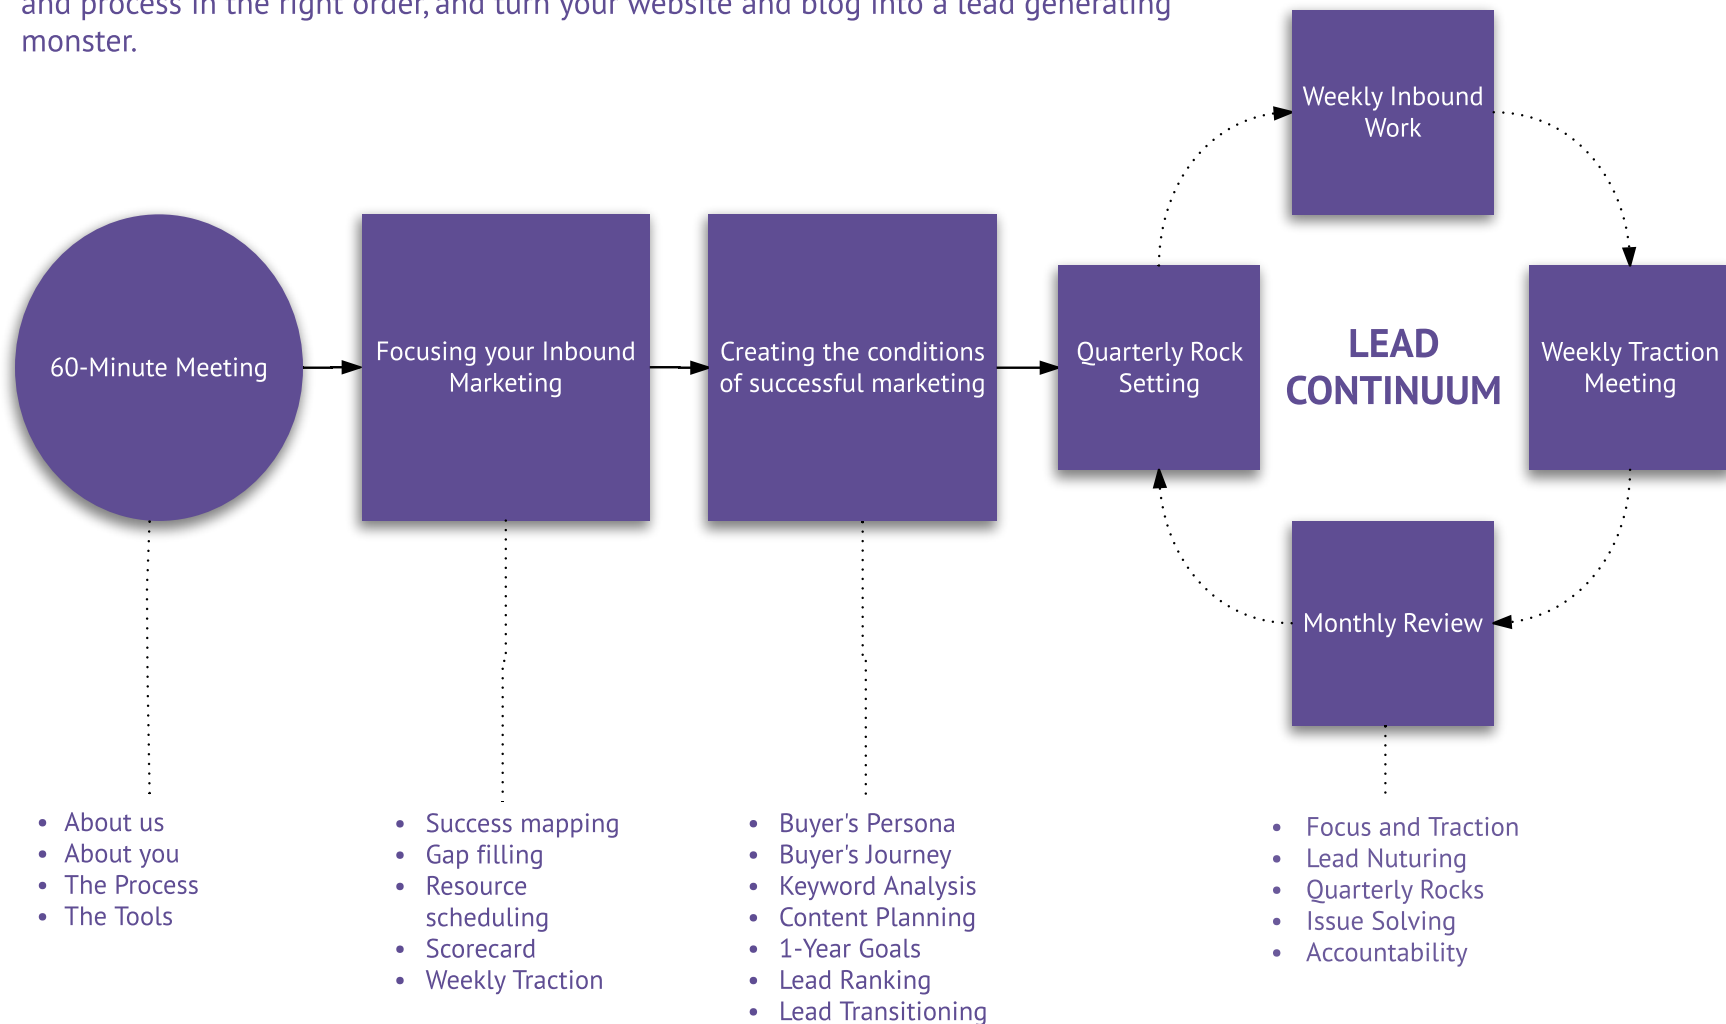 and process in the right order, and turn your website and blog into a lead generating
monster.
Weekly Inbound
Work
60-Minute Meeting
Focusing your Inbound
Marketing
Creating the conditions
of successful marketing
Quarterly Rock
Setting
LEAD
CONTINUUM
Weekly Traction
Meeting
Monthly Review
• About us
• About you
• The Process
• The Tools
• Success mapping
• Gap filling
• Resource
scheduling
• Scorecard
• Weekly Traction
• Buyer's Persona
• Buyer's Journey
• Keyword Analysis
• Content Planning
• 1-Year Goals
• Lead Ranking
• Lead Transitioning
• Focus and Traction
• Lead Nuturing
• Quarterly Rocks
• Issue Solving
• Accountability